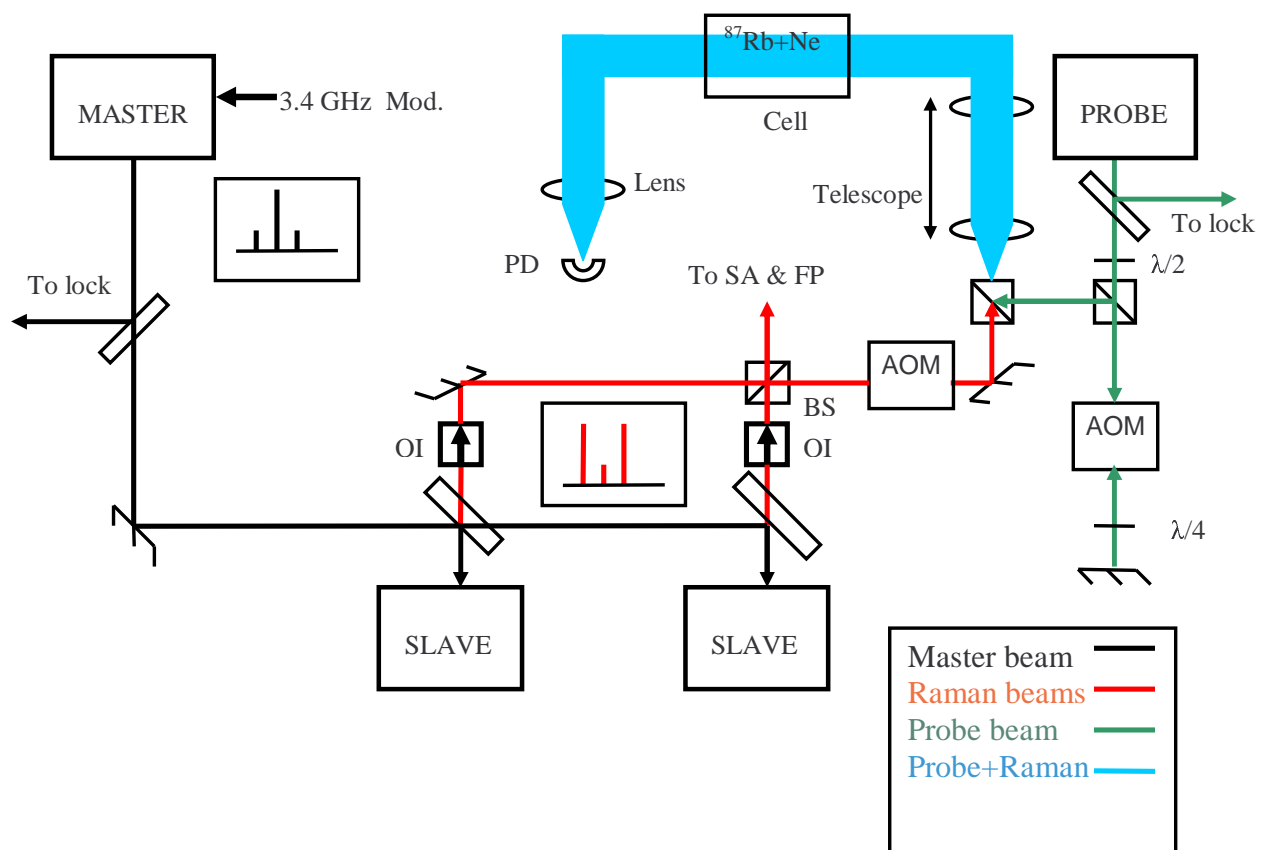 MASTER
3.4 GHz Mod.
⁸⁷Rb+Ne
Cell
PROBE
Lens
Telescope
To lock
PD
λ/2
To SA & FP
To lock
AOM
BS
AOM
OI
OI
λ/4
SLAVE
SLAVE
Master beam
Raman beams
Probe beam
Probe+Raman